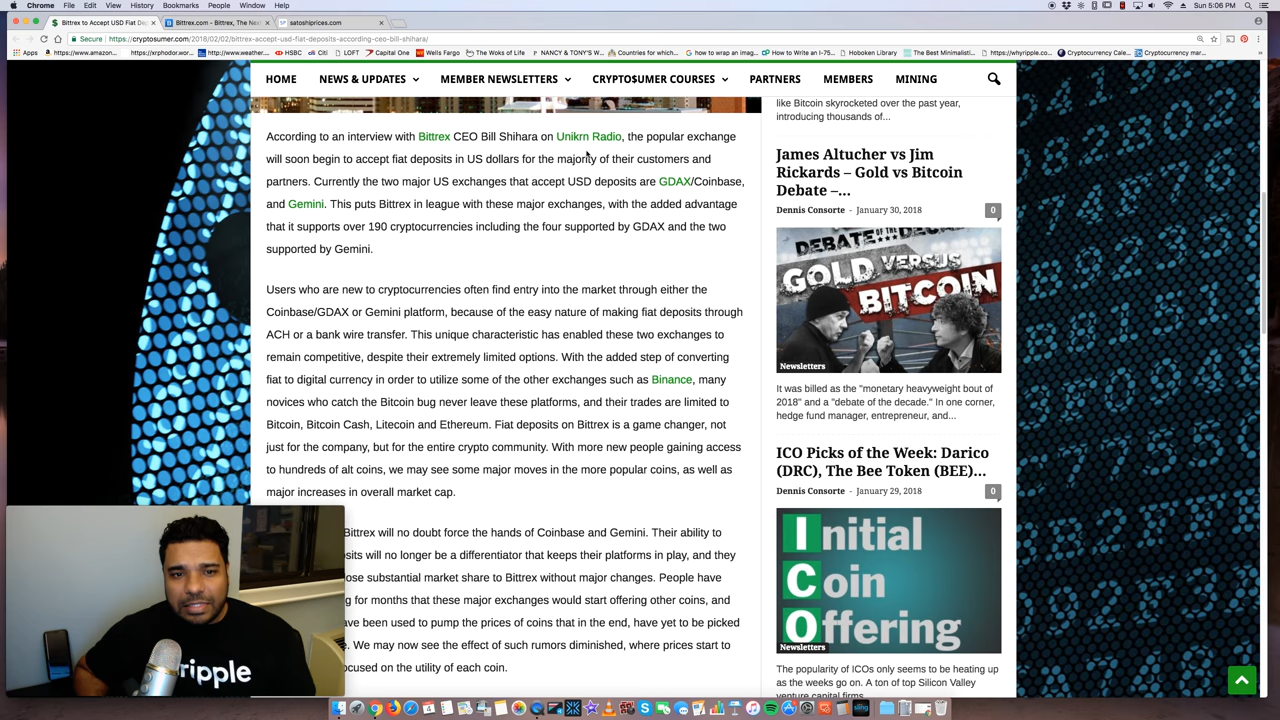 Chrome File Edit View History Bookmarks People Window Help
Sun 5:06 PM
Bittrex to Accept USD Fiat De
Bittrex.com - Bittrex, The Nex
satoshiprices.com
Secure https://cryptosumer.com/2018/02/02/bittrex-accept-usd-fiat-deposits-according-ceo-bill-shihara/
Apps https://www.amazon... https://xrphodor.wor... http://www.weather... HSBC Citi LOFT Capital One Wells Fargo The Woks of Life NANCY & TONY'S W... Countries for which... how to wrap an imag... How to Write an I-75... Hoboken Library The Best Minimalisti... https://whyripple.c... Cryptocurrency Cale... Cryptocurrency mar...
HOME NEWS & UPDATES MEMBER NEWSLETTERS CRYPTO$UMER COURSES PARTNERS MEMBERS MINING
According to an interview with Bittrex CEO Bill Shihara on Unikrn Radio, the popular exchange
will soon begin to accept fiat deposits in US dollars for the majority of their customers and
partners. Currently the two major US exchanges that accept USD deposits are GDAX/Coinbase,
and Gemini. This puts Bittrex in league with these major exchanges, with the added advantage
that it supports over 190 cryptocurrencies including the four supported by GDAX and the two
supported by Gemini.
Users who are new to cryptocurrencies often find entry into the market through either the
Coinbase/GDAX or Gemini platform, because of the easy nature of making fiat deposits through
ACH or a bank wire transfer. This unique characteristic has enabled these two exchanges to
remain competitive, despite their extremely limited options. With the added step of converting
fiat to digital currency in order to utilize some of the other exchanges such as Binance, many
novices who catch the Bitcoin bug never leave these platforms, and their trades are limited to
Bitcoin, Bitcoin Cash, Litecoin and Ethereum. Fiat deposits on Bittrex is a game changer, not
just for the company, but for the entire crypto community. With more new people gaining access
to hundreds of alt coins, we may see some major moves in the more popular coins, as well as
major increases in overall market cap.
Bittrex will no doubt force the hands of Coinbase and Gemini. Their ability to
sits will no longer be a differentiator that keeps their platforms in play, and they
ose substantial market share to Bittrex without major changes. People have
g for months that these major exchanges would start offering other coins, and
ave been used to pump the prices of coins that in the end, have yet to be picked
. We may now see the effect of such rumors diminished, where prices start to
ocused on the utility of each coin.
like Bitcoin skyrocketed over the past year,
introducing thousands of...
James Altucher vs Jim
Rickards – Gold vs Bitcoin
Debate –...
Dennis Consorte - January 30, 2018 0
DEBATE OF THE DECADE
GOLD VERSUS
BITCOIN
Newsletters
It was billed as the "monetary heavyweight bout of
2018" and a "debate of the decade." In one corner,
hedge fund manager, entrepreneur, and...
ICO Picks of the Week: Darico
(DRC), The Bee Token (BEE)...
Dennis Consorte - January 29, 2018 0
Initial
Coin
Offering
Newsletters
The popularity of ICOs only seems to be heating up
as the weeks go on. A ton of top Silicon Valley
venture capital firms
ripple
sling